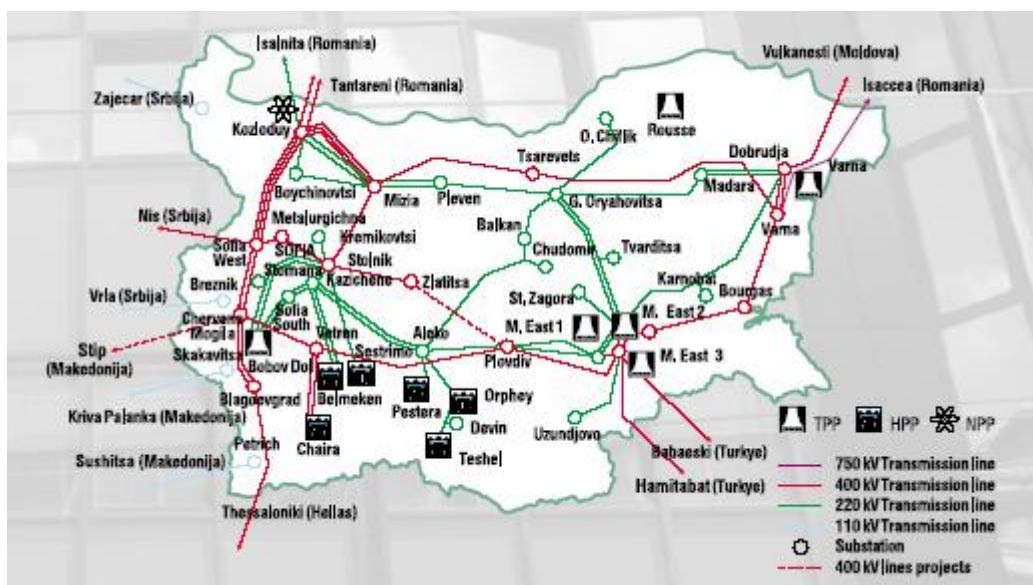 Isalnita (Romania)
Tantareni (Romania)
Vulkanesti (Moldova)
Isaccea (Romania)
Zajecar (Srbija)
Kozloduy
O, Chiflik
Rousse
Tsarevets
Dobrudja
Varna
Boychinovtsi
Mizia
Pleven
Madara
G. Oryahovitsa
Varna
Nis (Srbija)
Metalurgichna
Kremikovtsi
Balkan
Chudomir
Tvarditsa
Sofia
West
SOFIA
Stolnik
Stomana
Kazichene
Zlatitsa
Karnobat
Bourgas
Breznik
Vrla (Srbija)
Sofia
South
St, Zagora
M, East 1
M. East 2
Chervena
Mogila
Vetren
Aleko
Stip
(Makedonija)
Skakavitsa
Sestrimo
Plovdiv
M. East 3
Bobov Dol
Belmeken
Blagoevgrad
Pestera
Orphey
Kriva Palanka (Makedonija)
Chaira
Devin
Uzundjovo
Petrich
Teshel
Sushitsa (Makedonija)
Babaeski (Turkye)
Hamitabat (Turkye)
Thessaloniki (Hellas)
TPP
HPP
NPP
750 kV Transmission line
400 kV Transmission line
220 kV Transmission line
110 kV Transmission line
Substation
400 kV lines projects